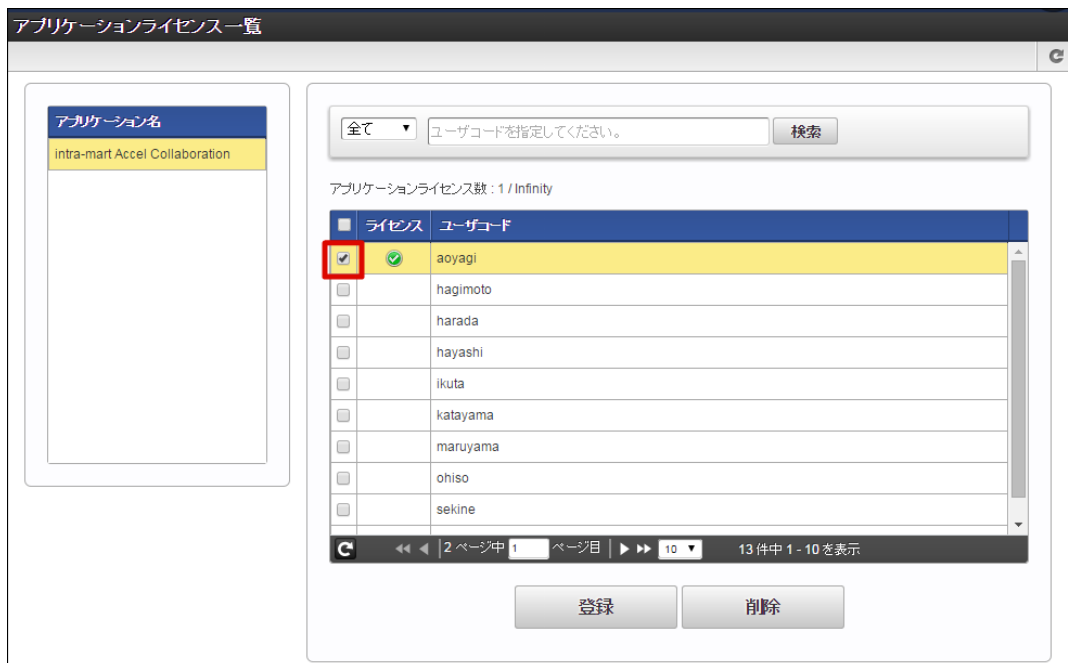 アプリケーションライセンス一覧
アプリケーション名
intra-mart Accel Collaboration
全て ユーザコードを指定してください。 検索
アプリケーションライセンス数 : 1 / Infinity
ライセンス ユーザコード
aoyagi
hagimoto
harada
hayashi
ikuta
katayama
maruyama
ohiso
sekine
2 ページ中 1 ページ目 10 13 件中 1 - 10 を表示
登録 削除